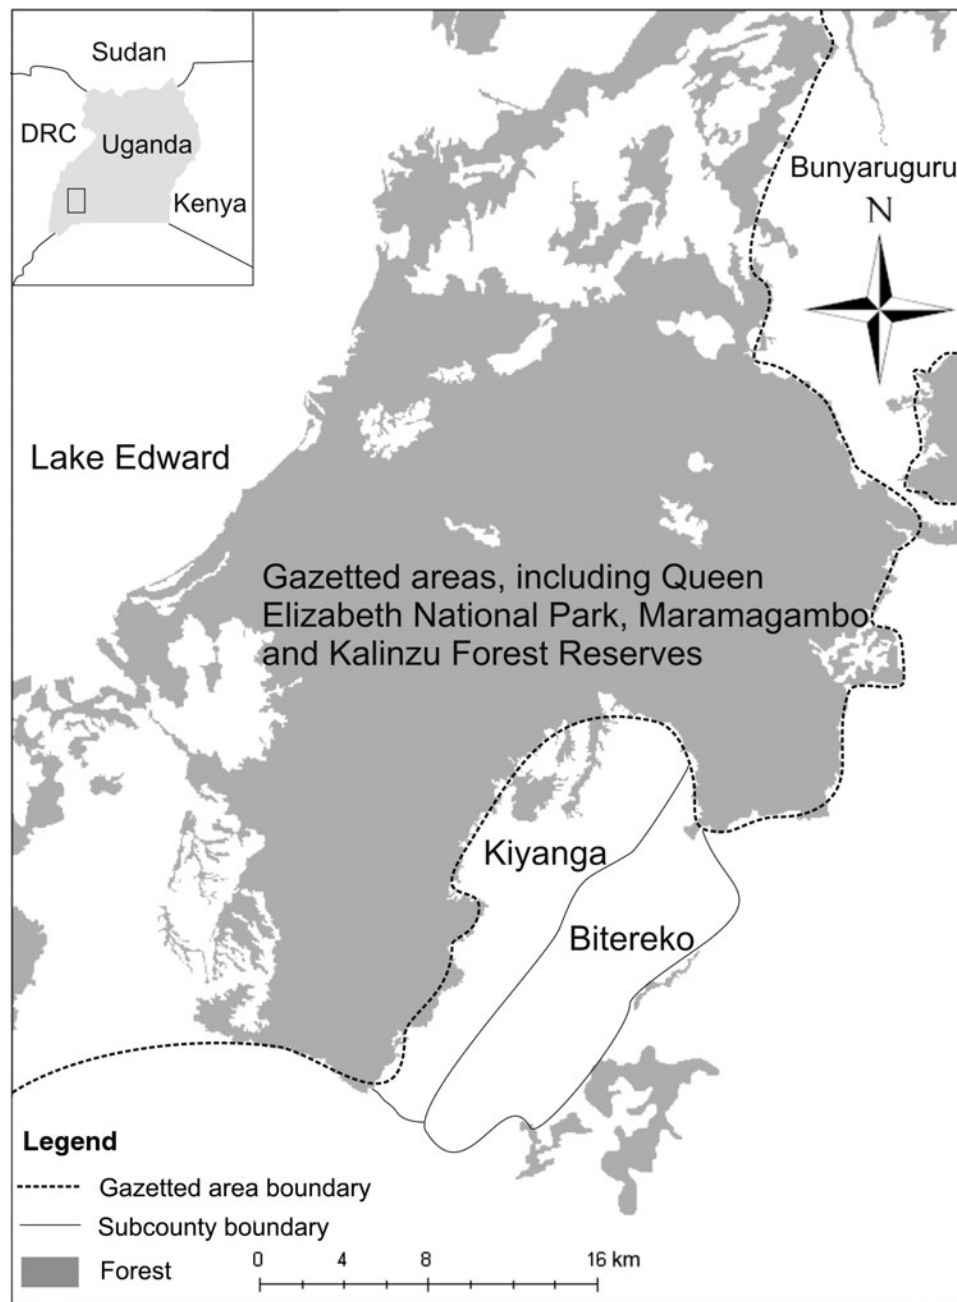 Sudan
DRC
Uganda
Kenya
Bunyaruguru
N
Lake Edward
Gazetted areas, including Queen
Elizabeth National Park, Maramagambo
and Kalinzu Forest Reserves
Kiyanga
Bitereko
Legend
Gazetted area boundary
Subcounty boundary
Forest
0 4 8 16 km